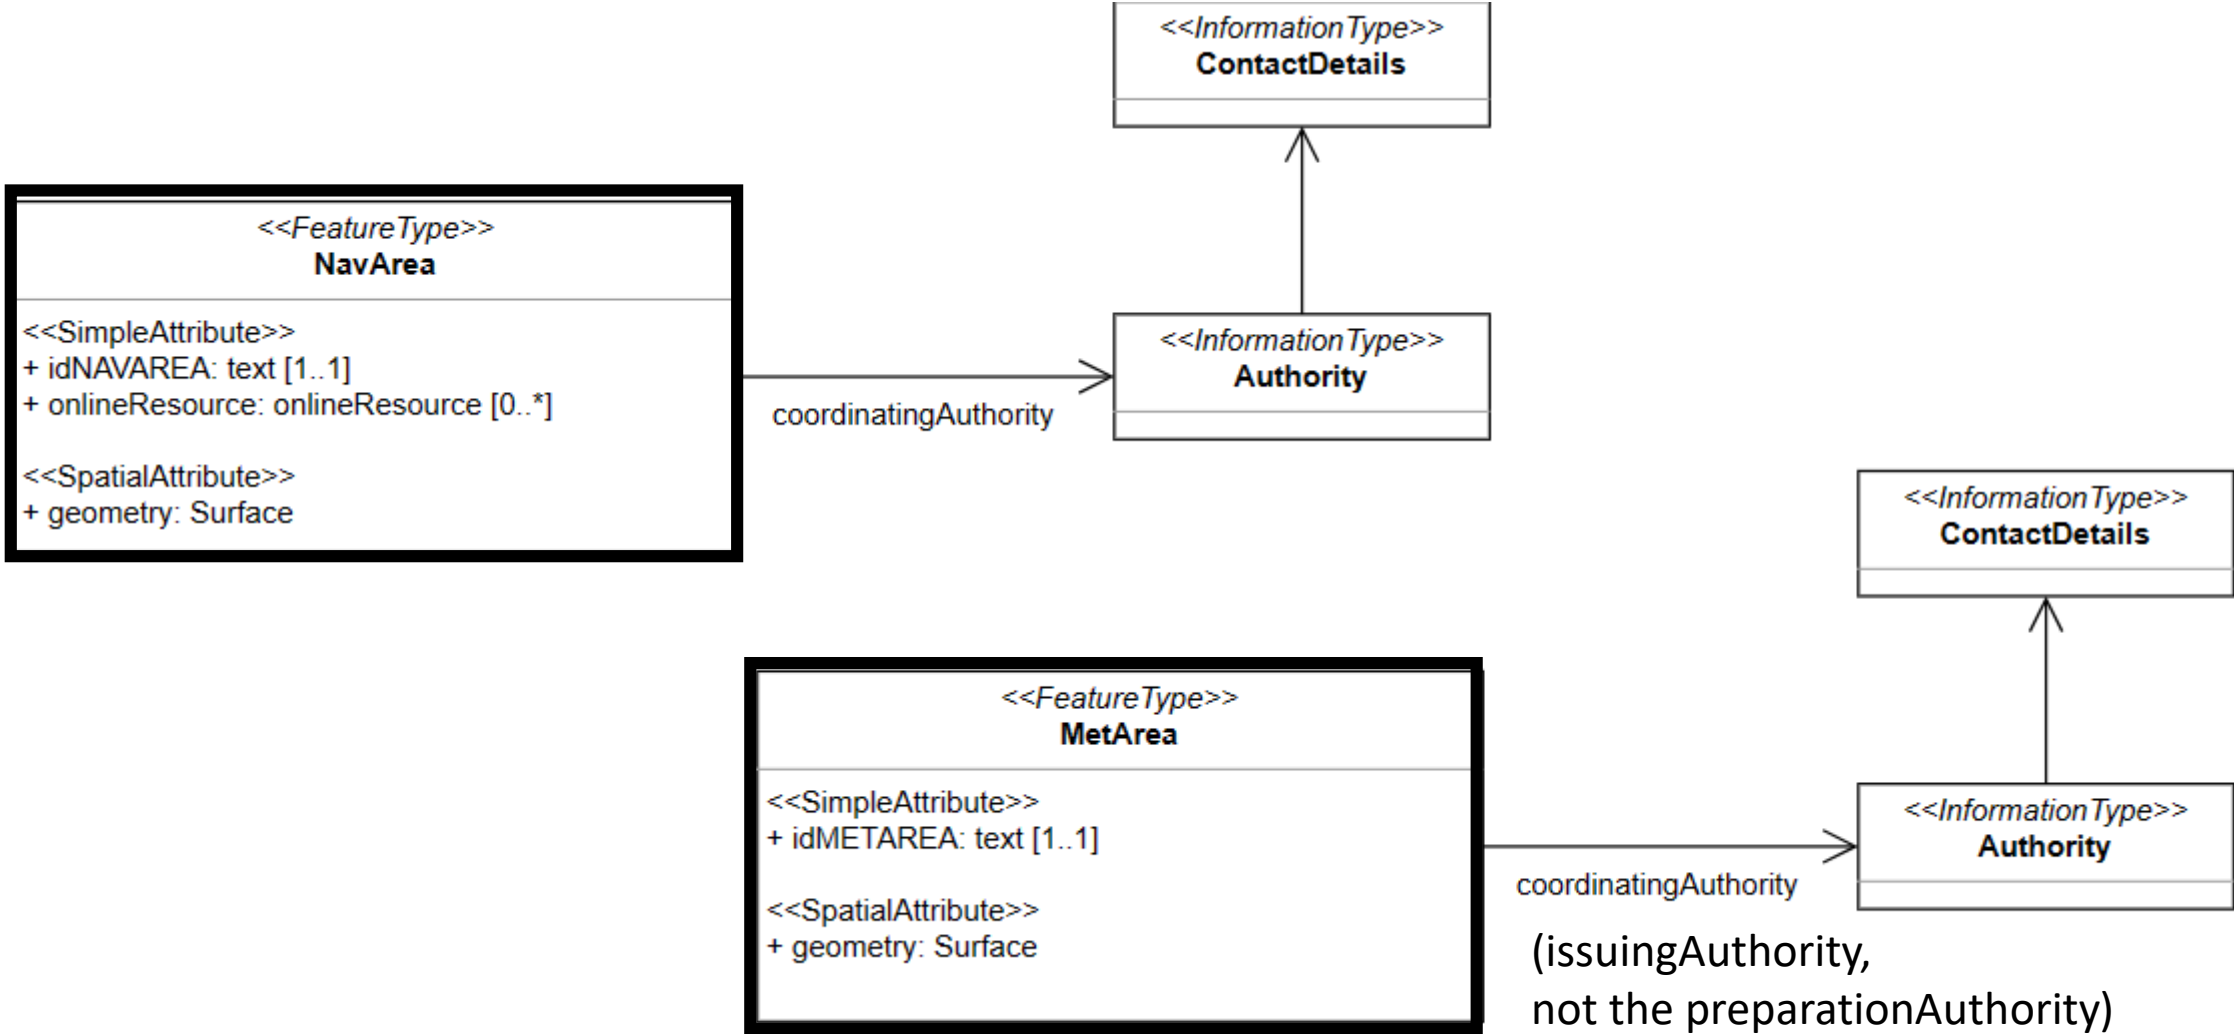 <<InformationType>>
ContactDetails
<<FeatureType>>
NavArea
<<SimpleAttribute>>
+ idNAVAREA: text [1..1]
+ onlineResource: onlineResource [0..*]
<<SpatialAttribute>>
+ geometry: Surface
coordinatingAuthority
<<InformationType>>
Authority
<<InformationType>>
ContactDetails
<<FeatureType>>
MetArea
<<SimpleAttribute>>
+ idMETAREA: text [1..1]
<<SpatialAttribute>>
+ geometry: Surface
coordinatingAuthority
(issuingAuthority,
not the preparationAuthority)
<<InformationType>>
Authority